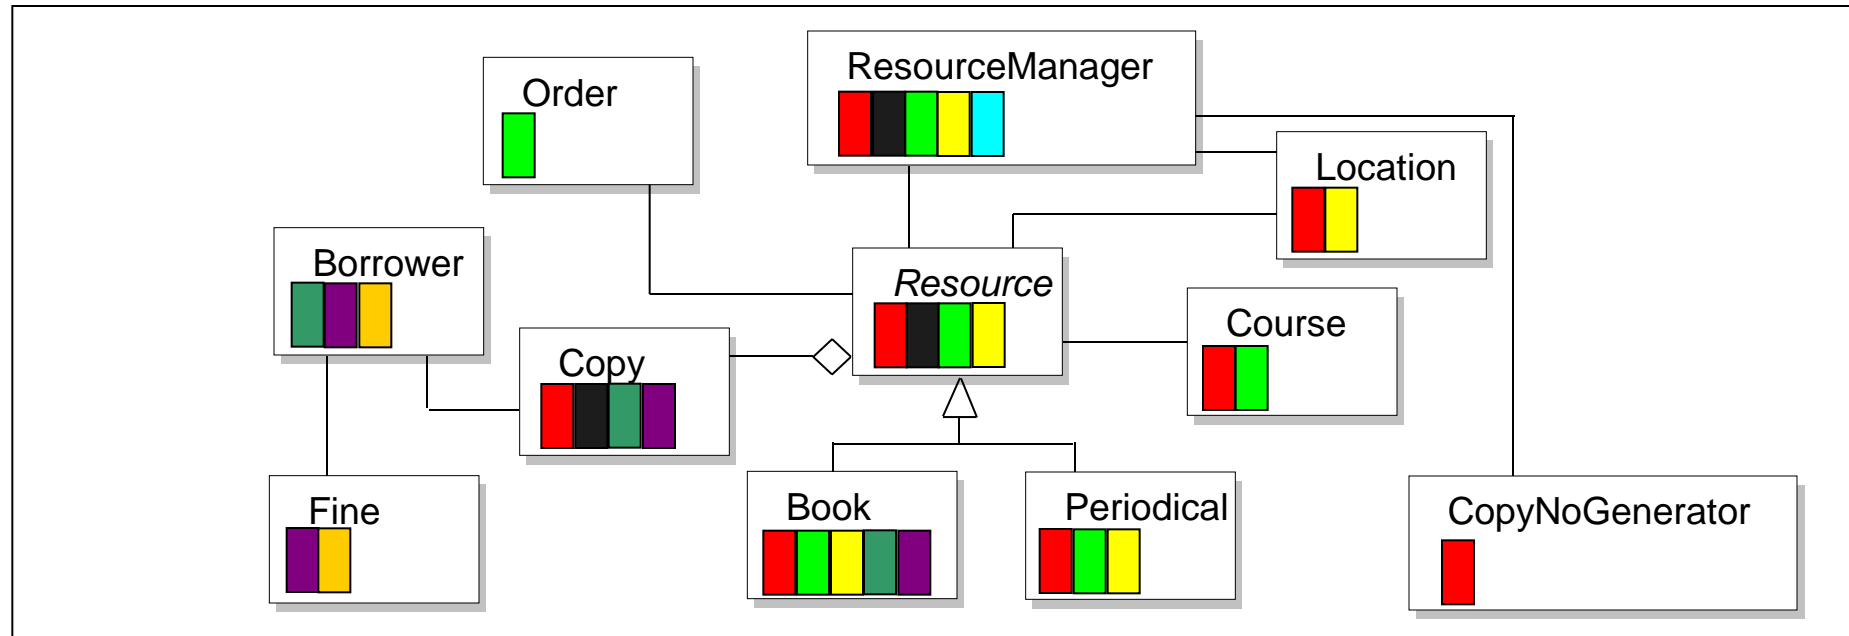 ResourceManager
Order
Location
Borrower
Resource
Course
Copy
Book
Periodical
Fine
CopyNoGenerator